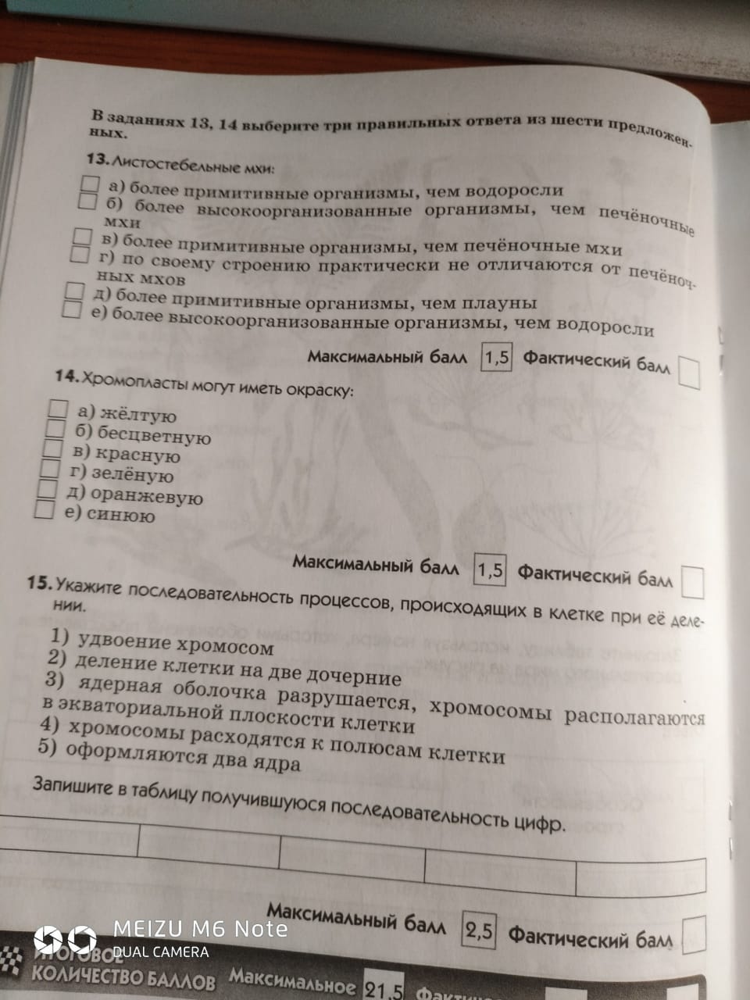 В заданиях 13, 14 выберите три правильных ответа из шести предложен-
ных.
13. Листостебельные мхи:
а) более примитивные организмы, чем водоросли
б) более высокоорганизованные организмы, чем печёночные
мхи
в) более примитивные организмы, чем печёночные мхи
г) по своему строению практически не отличаются от печёноч-
ных мхов
д) более примитивные организмы, чем плауны
е) более высокоорганизованные организмы, чем водоросли
Максимальный балл 1,5 Фактический балл
14. Хромопласты могут иметь окраску:
а) жёлтую
б) бесцветную
в) красную
г) зелёную
д) оранжевую
е) синюю
Максимальный балл 1,5 Фактический балл
15. Укажите последовательность процессов, происходящих в клетке при её деле-
нии.
1) удвоение хромосом
2) деление клетки на две дочерние
3) ядерная оболочка разрушается, хромосомы располагаются
в экваториальной плоскости клетки
4) хромосомы расходятся к полюсам клетки
5) оформляются два ядра
Запишите в таблицу получившуюся последовательность цифр.
Максимальный балл 2,5 Фактический балл
MEIZU M6 Note
DUAL CAMERA
ИТОГОВОЕ
КОЛИЧЕСТВО БАЛЛОВ Максимальное 21,5